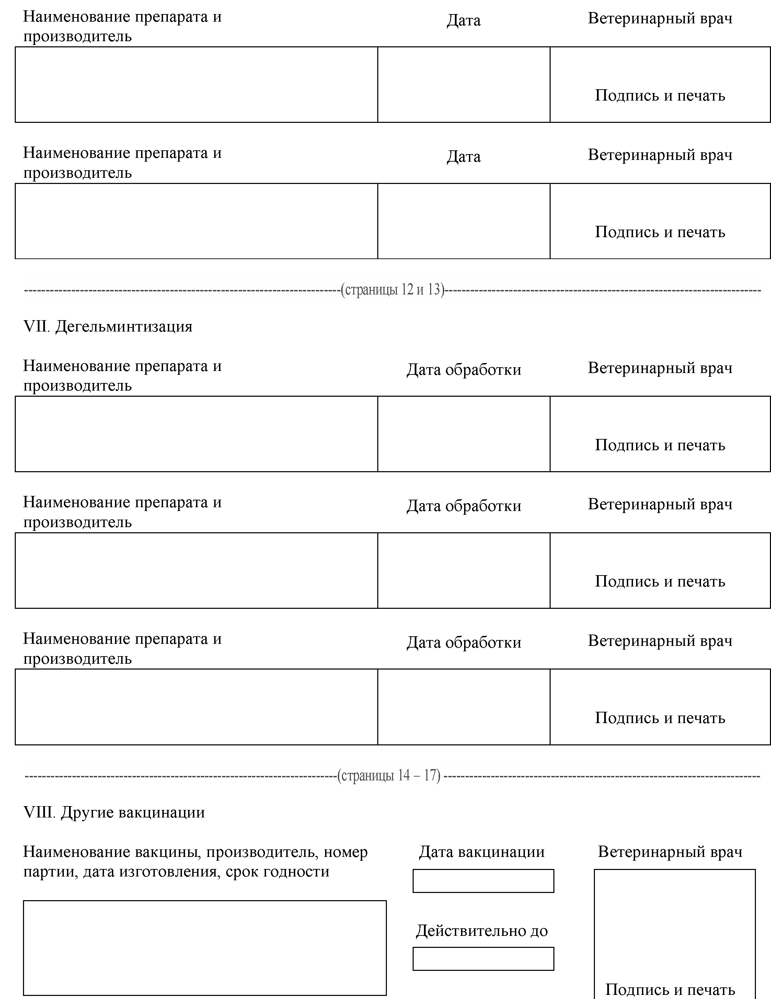 Наименование препарата и
производитель
Дата
Ветеринарный врач
Подпись и печать
Наименование препарата и
производитель
Дата
Ветеринарный врач
Подпись и печать
--------------------------------------------------------------------------(страницы 12 и 13)--------------------------------------------------------------------------
VII. Дегельминтизация
Наименование препарата и
производитель
Дата обработки
Ветеринарный врач
Подпись и печать
Наименование препарата и
производитель
Дата обработки
Ветеринарный врач
Подпись и печать
Наименование препарата и
производитель
Дата обработки
Ветеринарный врач
Подпись и печать
-------------------------------------------------------------------------(страницы 14 – 17) --------------------------------------------------------------------------
VIII. Другие вакцинации
Наименование вакцины, производитель, номер
партии, дата изготовления, срок годности
Дата вакцинации
Ветеринарный врач
Действительно до
Подпись и печать